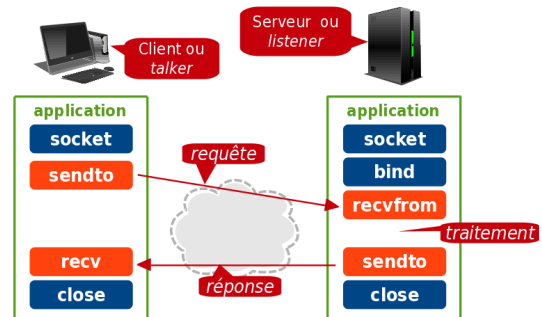 Client ou
talker
Serveur ou
listener
application
socket
sendto
recv
close
requête
réponse
application
socket
bind
recvfrom
traitement
sendto
close